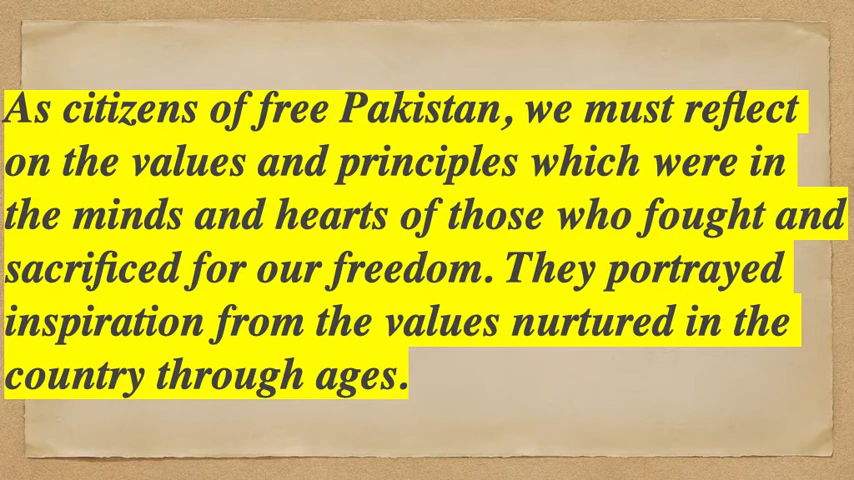 As citizens of free Pakistan, we must reflect
on the values and principles which were in
the minds and hearts of those who fought and
sacrificed for our freedom. They portrayed
inspiration from the values nurtured in the
country through ages.